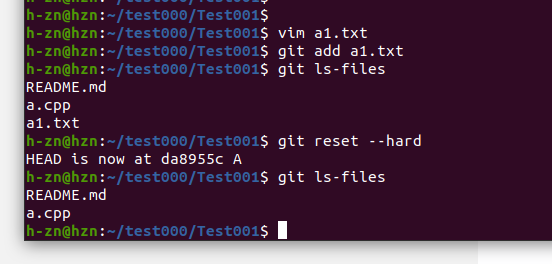 h-zn@hzn:~/test000/Test001$
h-zn@hzn:~/test000/Test001$ vim a1.txt
h-zn@hzn:~/test000/Test001$ git add a1.txt
h-zn@hzn:~/test000/Test001$ git ls-files
README.md
a.cpp
a1.txt
h-zn@hzn:~/test000/Test001$ git reset --hard
HEAD is now at da8955c A
h-zn@hzn:~/test000/Test001$ git ls-files
README.md
a.cpp
h-zn@hzn:~/test000/Test001$